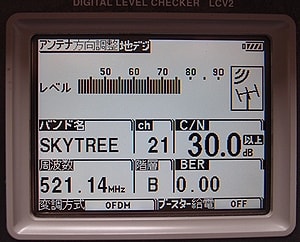 DIGITAL LEVEL CHECKER LCV2
アンテナ方向調整 地デジ
50 60 70 80 90
レベル
バンド名 ch C/N
SKYTREE 21 30.0 以上 dB
周波数 階層 BER
521.14 MHz B 0.00
変調方式 OFDH ブースター給電 OFF